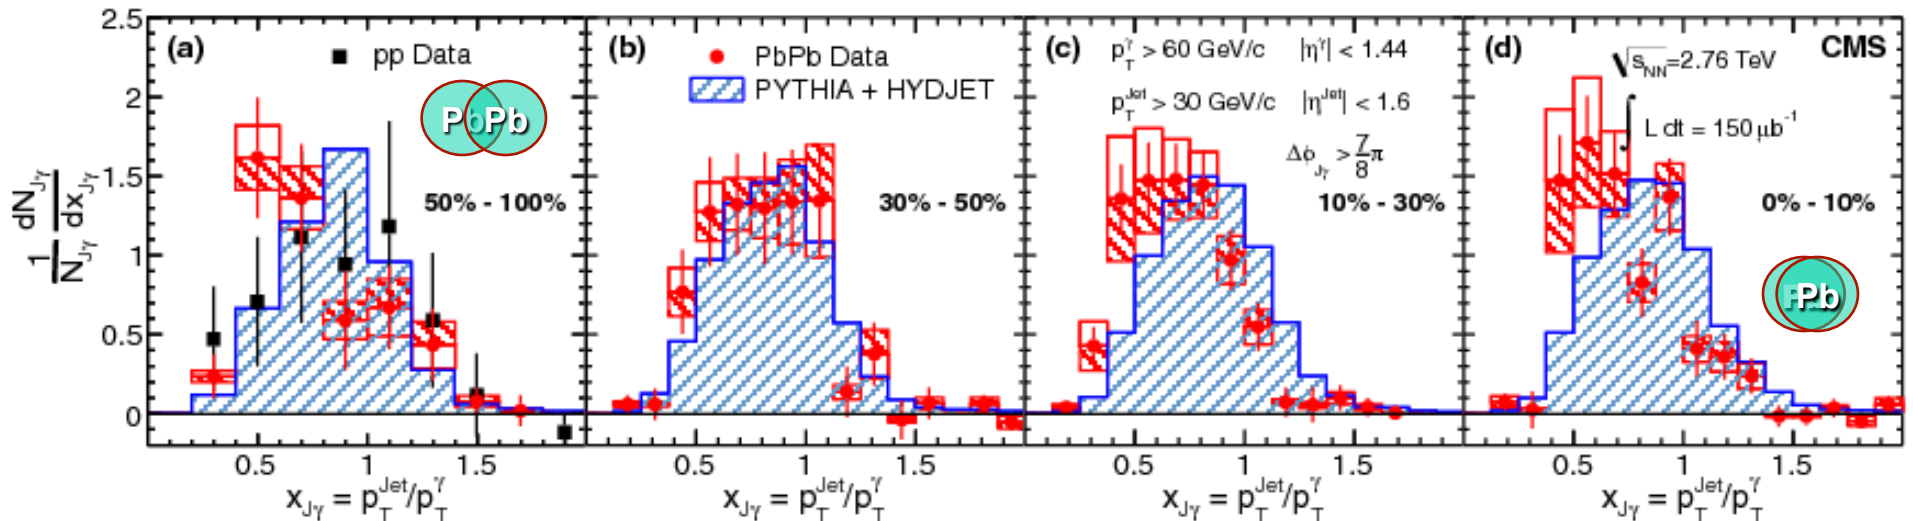 (a)
pp Data
PbPb
50% - 100%
(b)
PbPb Data
PYTHIA + HYDJET
30% - 50%
(c)
p_T^γ > 60 GeV/c |η^γ| < 1.44
p_T^Jet > 30 GeV/c |η^Jet| < 1.6
Δϕ_Jγ > 7/8 π
10% - 30%
(d)
CMS
√s_NN=2.76 TeV
∫ L dt = 150 μb^-1
0% - 10%
Pb
1/N_Jγ dN_Jγ/dx_Jγ
2.5
2
1.5
1
0.5
0
0.5 1 1.5
0.5 1 1.5
0.5 1 1.5
0.5 1 1.5
x_Jγ = p_T^Jet/p_T^γ
x_Jγ = p_T^Jet/p_T^γ
x_Jγ = p_T^Jet/p_T^γ
x_Jγ = p_T^Jet/p_T^γ